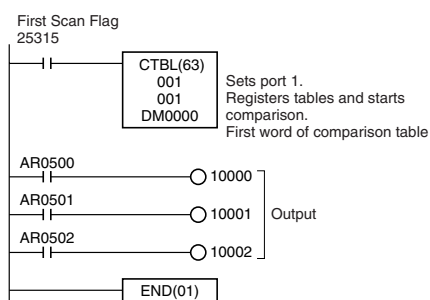 First Scan Flag
25315
CTBL(63)
001
001
DM0000
Sets port 1.
Registers tables and starts
comparison.
First word of comparison table
AR0500
10000
AR0501
10001
Output
AR0502
10002
END(01)